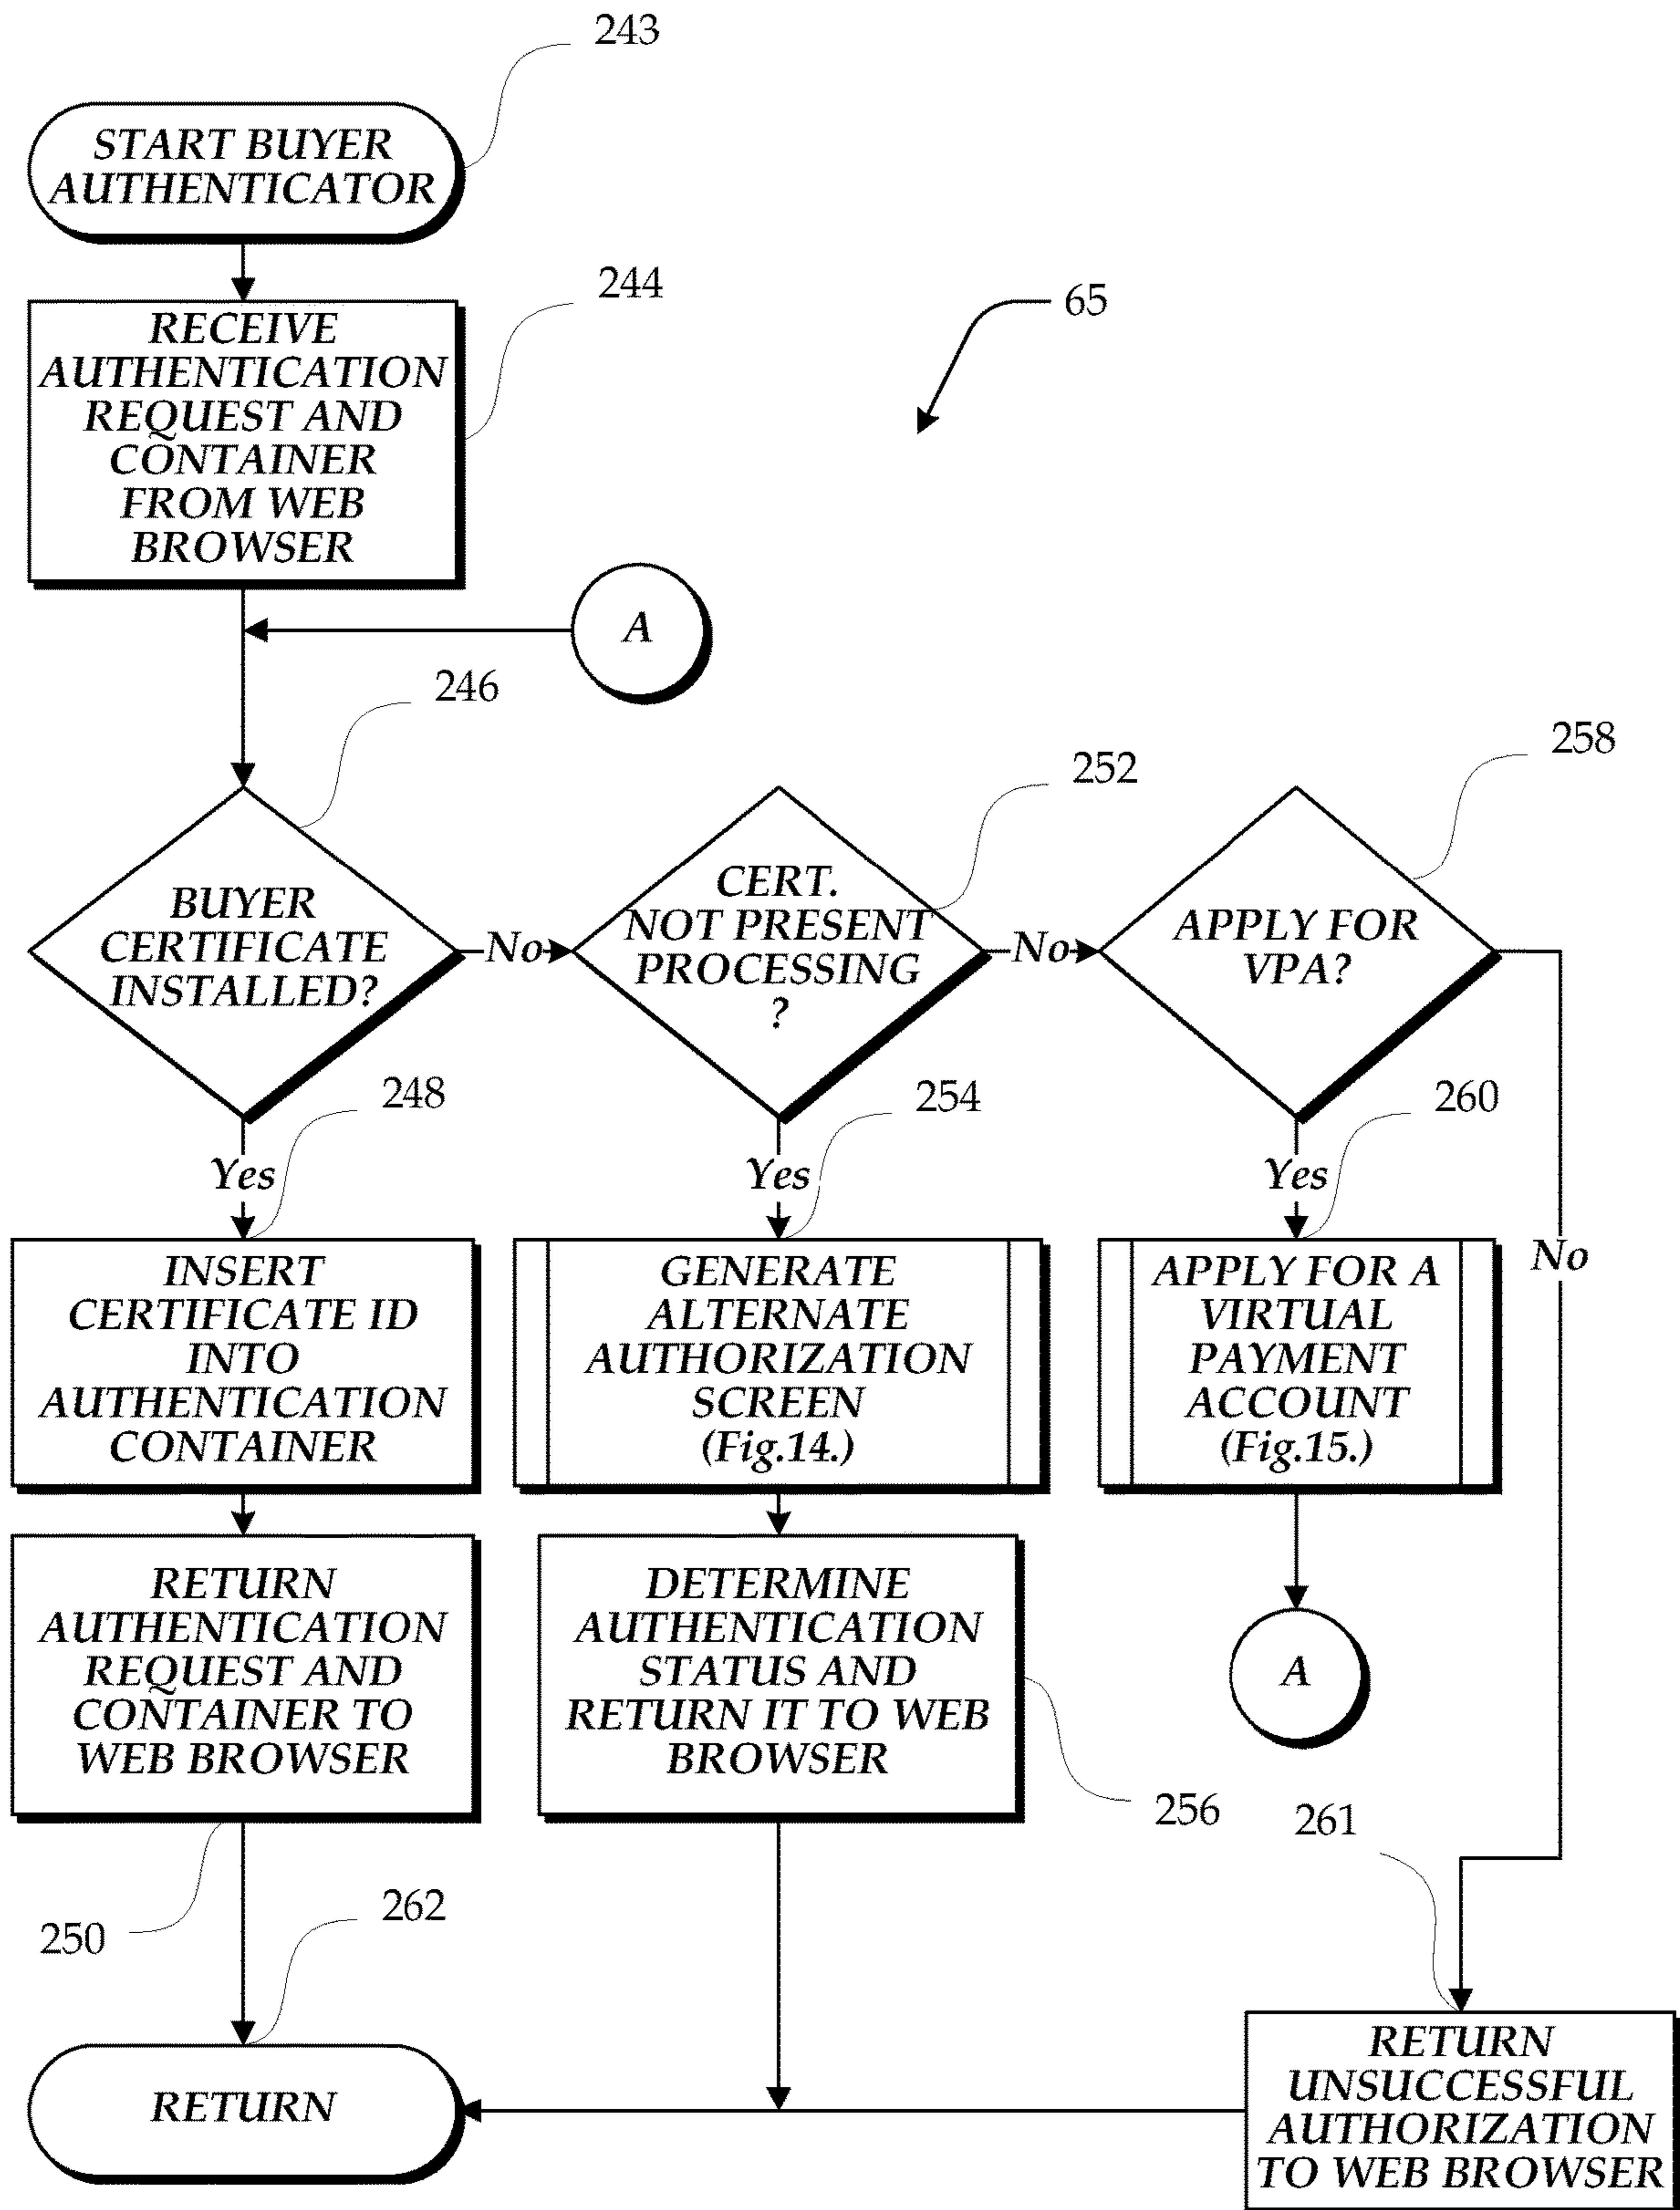 243
START BUYER
AUTHENTICATOR
244
RECEIVE
AUTHENTICATION
REQUEST AND
CONTAINER
FROM WEB
BROWSER
65
A
246
BUYER
CERTIFICATE
INSTALLED?
No
252
CERT.
NOT PRESENT
PROCESSING
?
No
258
APPLY FOR
VPA?
No
Yes
248
INSERT
CERTIFICATE ID
INTO
AUTHENTICATION
CONTAINER
Yes
254
GENERATE
ALTERNATE
AUTHORIZATION
SCREEN
(Fig.14.)
Yes
260
APPLY FOR A
VIRTUAL
PAYMENT
ACCOUNT
(Fig.15.)
RETURN
AUTHENTICATION
REQUEST AND
CONTAINER TO
WEB BROWSER
250
DETERMINE
AUTHENTICATION
STATUS AND
RETURN IT TO WEB
BROWSER
256
A
261
262
RETURN
RETURN
UNSUCCESSFUL
AUTHORIZATION
TO WEB BROWSER